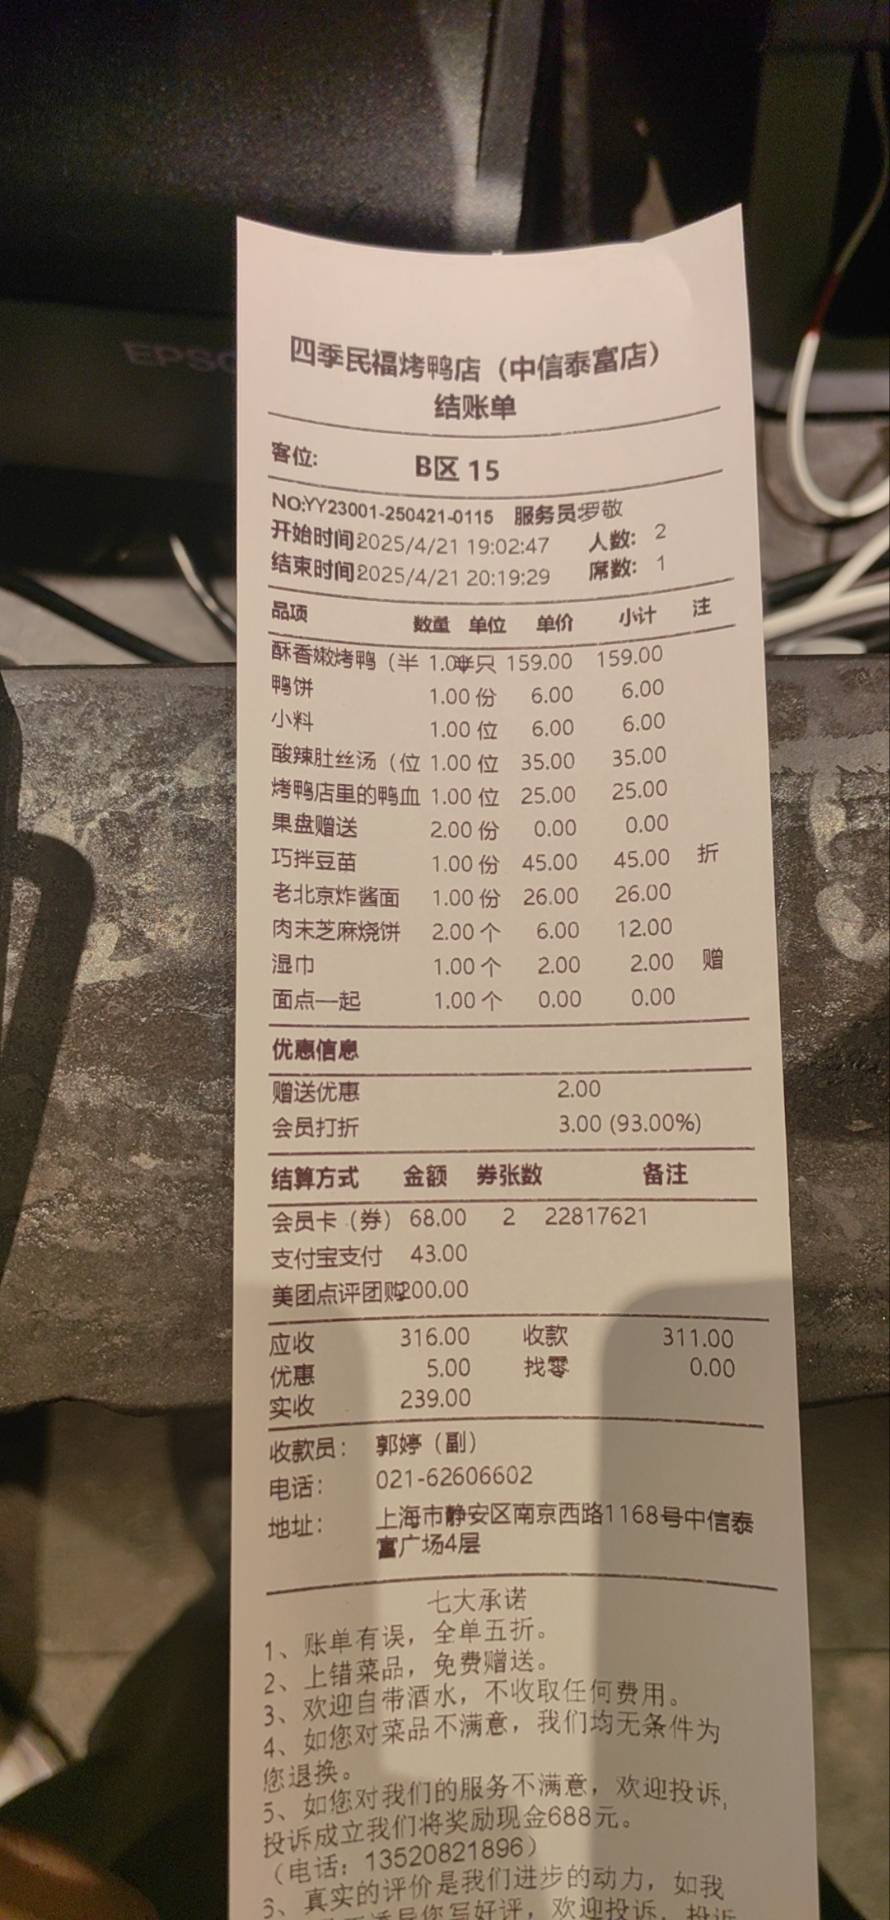 EPSO
四季民福烤鸭店（中信泰富店）
结账单
客位: B区 15
NO:YY23001-250421-0115 服务员:罗敬
开始时间 2025/4/21 19:02:47 人数: 2
结束时间 2025/4/21 20:19:29 席数: 1
品项 数量 单位 单价 小计 注
酥香嫩烤鸭（半 1.00 半只 159.00 159.00
鸭饼 1.00 份 6.00 6.00
小料 1.00 位 6.00 6.00
酸辣肚丝汤（位 1.00 位 35.00 35.00
烤鸭店里的鸭血 1.00 位 25.00 25.00
果盘赠送 2.00 份 0.00 0.00
巧拌豆苗 1.00 份 45.00 45.00 折
老北京炸酱面 1.00 份 26.00 26.00
肉末芝麻烧饼 2.00 个 6.00 12.00
湿巾 1.00 个 2.00 2.00 赠
面点一起 1.00 个 0.00 0.00
优惠信息
赠送优惠 2.00
会员打折 3.00 (93.00%)
结算方式 金额 券张数 备注
会员卡（券） 68.00 2 22817621
支付宝支付 43.00
美团点评团购 200.00
应收 316.00 收款 311.00
优惠 5.00 找零 0.00
实收 239.00
收款员： 郭婷（副）
电话： 021-62606602
地址： 上海市静安区南京西路1168号中信泰
富广场4层
七大承诺
1、账单有误，全单五折。
2、上错菜品，免费赠送。
3、欢迎自带酒水，不收取任何费用。
4、如您对菜品不满意，我们均无条件为
您退换。
5、如您对我们的服务不满意，欢迎投诉,
投诉成立我们将奖励现金688元。
（电话：13520821896）
6、真实的评价是我们进步的动力，如我
您写好评，欢迎投诉，投诉